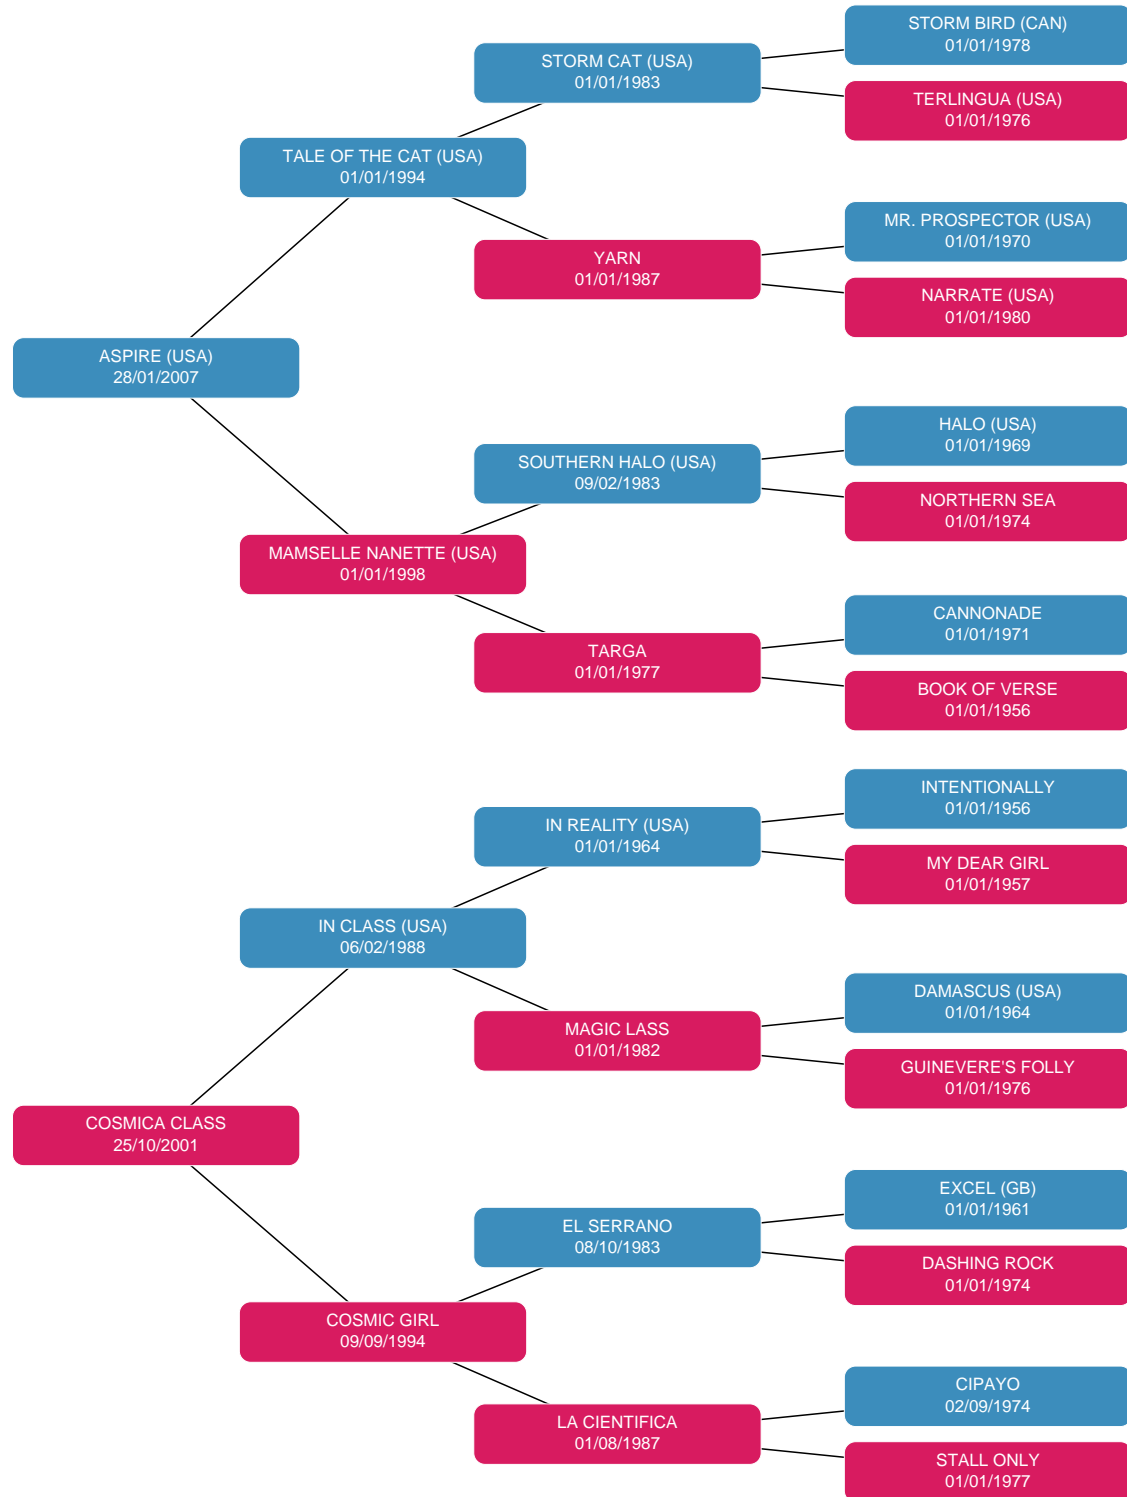 STORM BIRD (CAN)
01/01/1978
STORM CAT (USA)
01/01/1983
TERLINGUA (USA)
01/01/1976
TALE OF THE CAT (USA)
01/01/1994
MR. PROSPECTOR (USA)
01/01/1970
YARN
01/01/1987
NARRATE (USA)
01/01/1980
ASPIRE (USA)
28/01/2007
HALO (USA)
01/01/1969
SOUTHERN HALO (USA)
09/02/1983
NORTHERN SEA
01/01/1974
MAMSELLE NANETTE (USA)
01/01/1998
CANNONADE
01/01/1971
TARGA
01/01/1977
BOOK OF VERSE
01/01/1956
INTENTIONALLY
01/01/1956
IN REALITY (USA)
01/01/1964
MY DEAR GIRL
01/01/1957
IN CLASS (USA)
06/02/1988
DAMASCUS (USA)
01/01/1964
MAGIC LASS
01/01/1982
GUINEVERE'S FOLLY
01/01/1976
COSMICA CLASS
25/10/2001
EXCEL (GB)
01/01/1961
EL SERRANO
08/10/1983
DASHING ROCK
01/01/1974
COSMIC GIRL
09/09/1994
CIPAYO
02/09/1974
LA CIENTIFICA
01/08/1987
STALL ONLY
01/01/1977